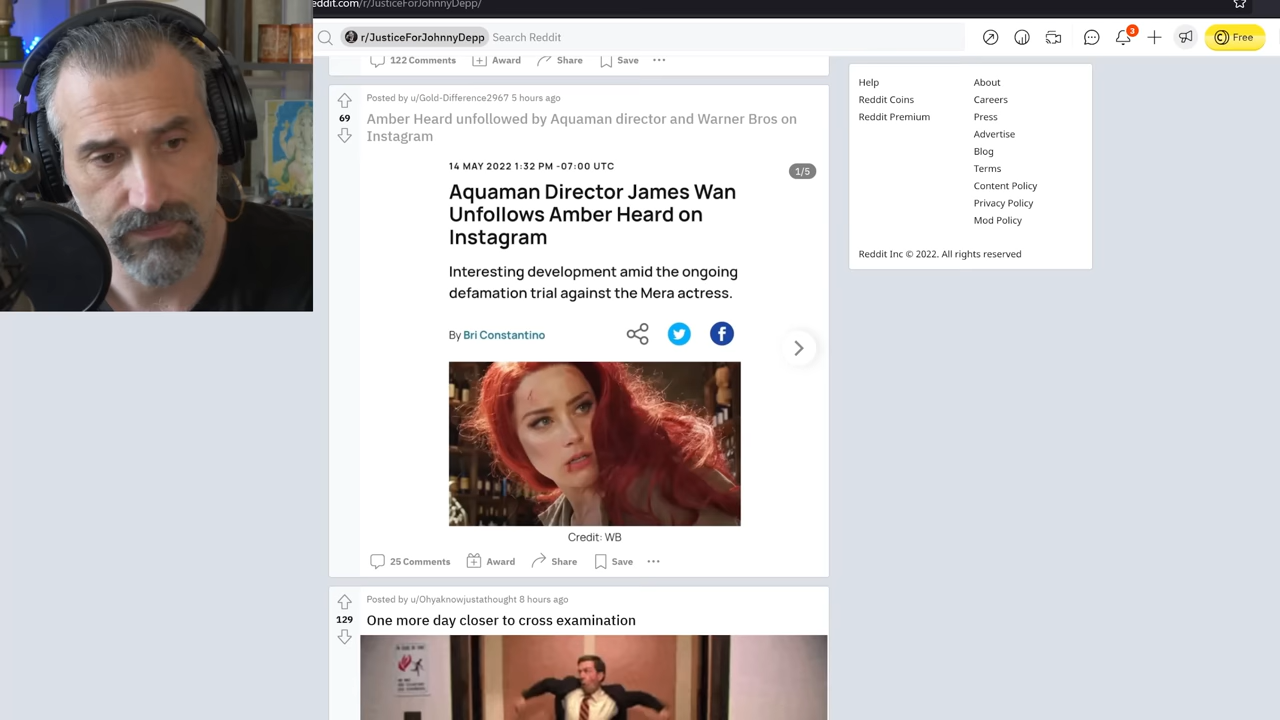 eddit.com/r/JusticeForJohnnyDepp/
r/JusticeForJohnnyDepp Search Reddit
3
Free
122 Comments Award Share Save
Posted by u/Gold-Difference2967 5 hours ago
69
Amber Heard unfollowed by Aquaman director and Warner Bros on
Instagram
14 MAY 2022 1:32 PM -07:00 UTC
1/5
Aquaman Director James Wan
Unfollows Amber Heard on
Instagram
Interesting development amid the ongoing
defamation trial against the Mera actress.
By Bri Constantino
Credit: WB
25 Comments Award Share Save
Posted by u/Ohyaknowjustathought 8 hours ago
129
One more day closer to cross examination
Help About
Reddit Coins Careers
Reddit Premium Press
Advertise
Blog
Terms
Content Policy
Privacy Policy
Mod Policy
Reddit Inc © 2022. All rights reserved